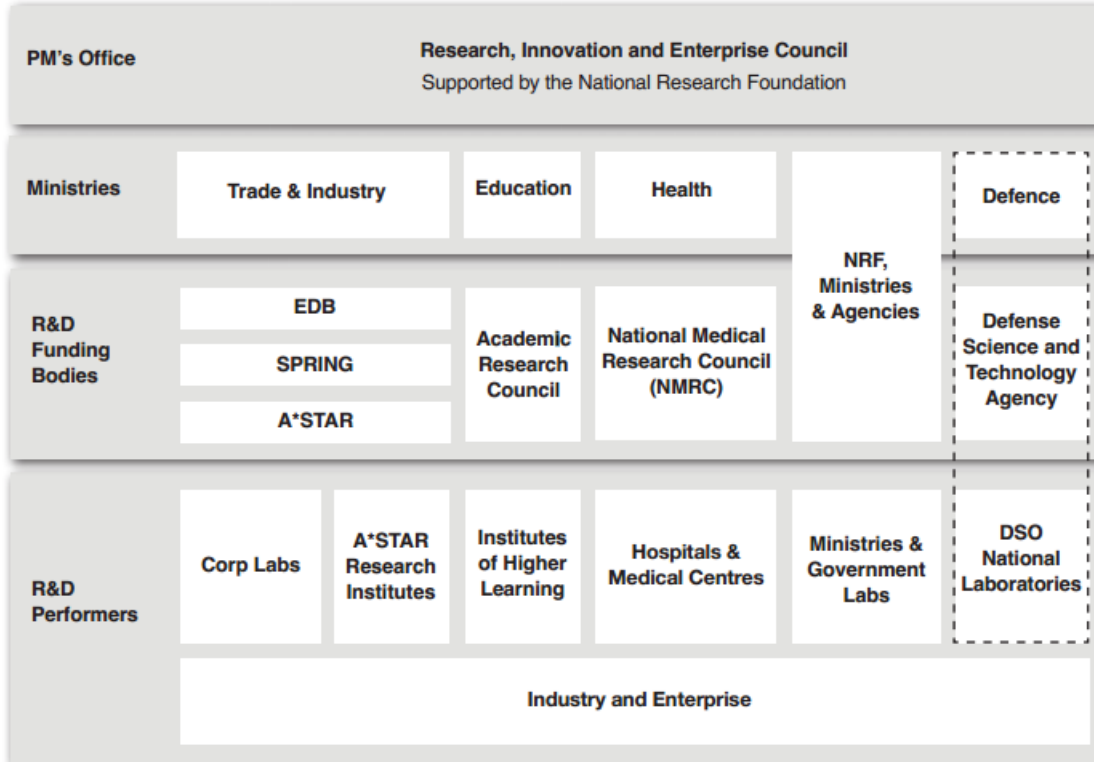 PM's Office
Research, Innovation and Enterprise Council
Supported by the National Research Foundation
Ministries
Trade & Industry
Education
Health
NRF,
Ministries
& Agencies
Defence
R&D
Funding
Bodies
EDB
SPRING
A*STAR
Academic
Research
Council
National Medical
Research Council
(NMRC)
Defense
Science and
Technology
Agency
R&D
Performers
Corp Labs
A*STAR
Research
Institutes
Institutes
of Higher
Learning
Hospitals &
Medical Centres
Ministries &
Government
Labs
DSO
National
Laboratories
Industry and Enterprise